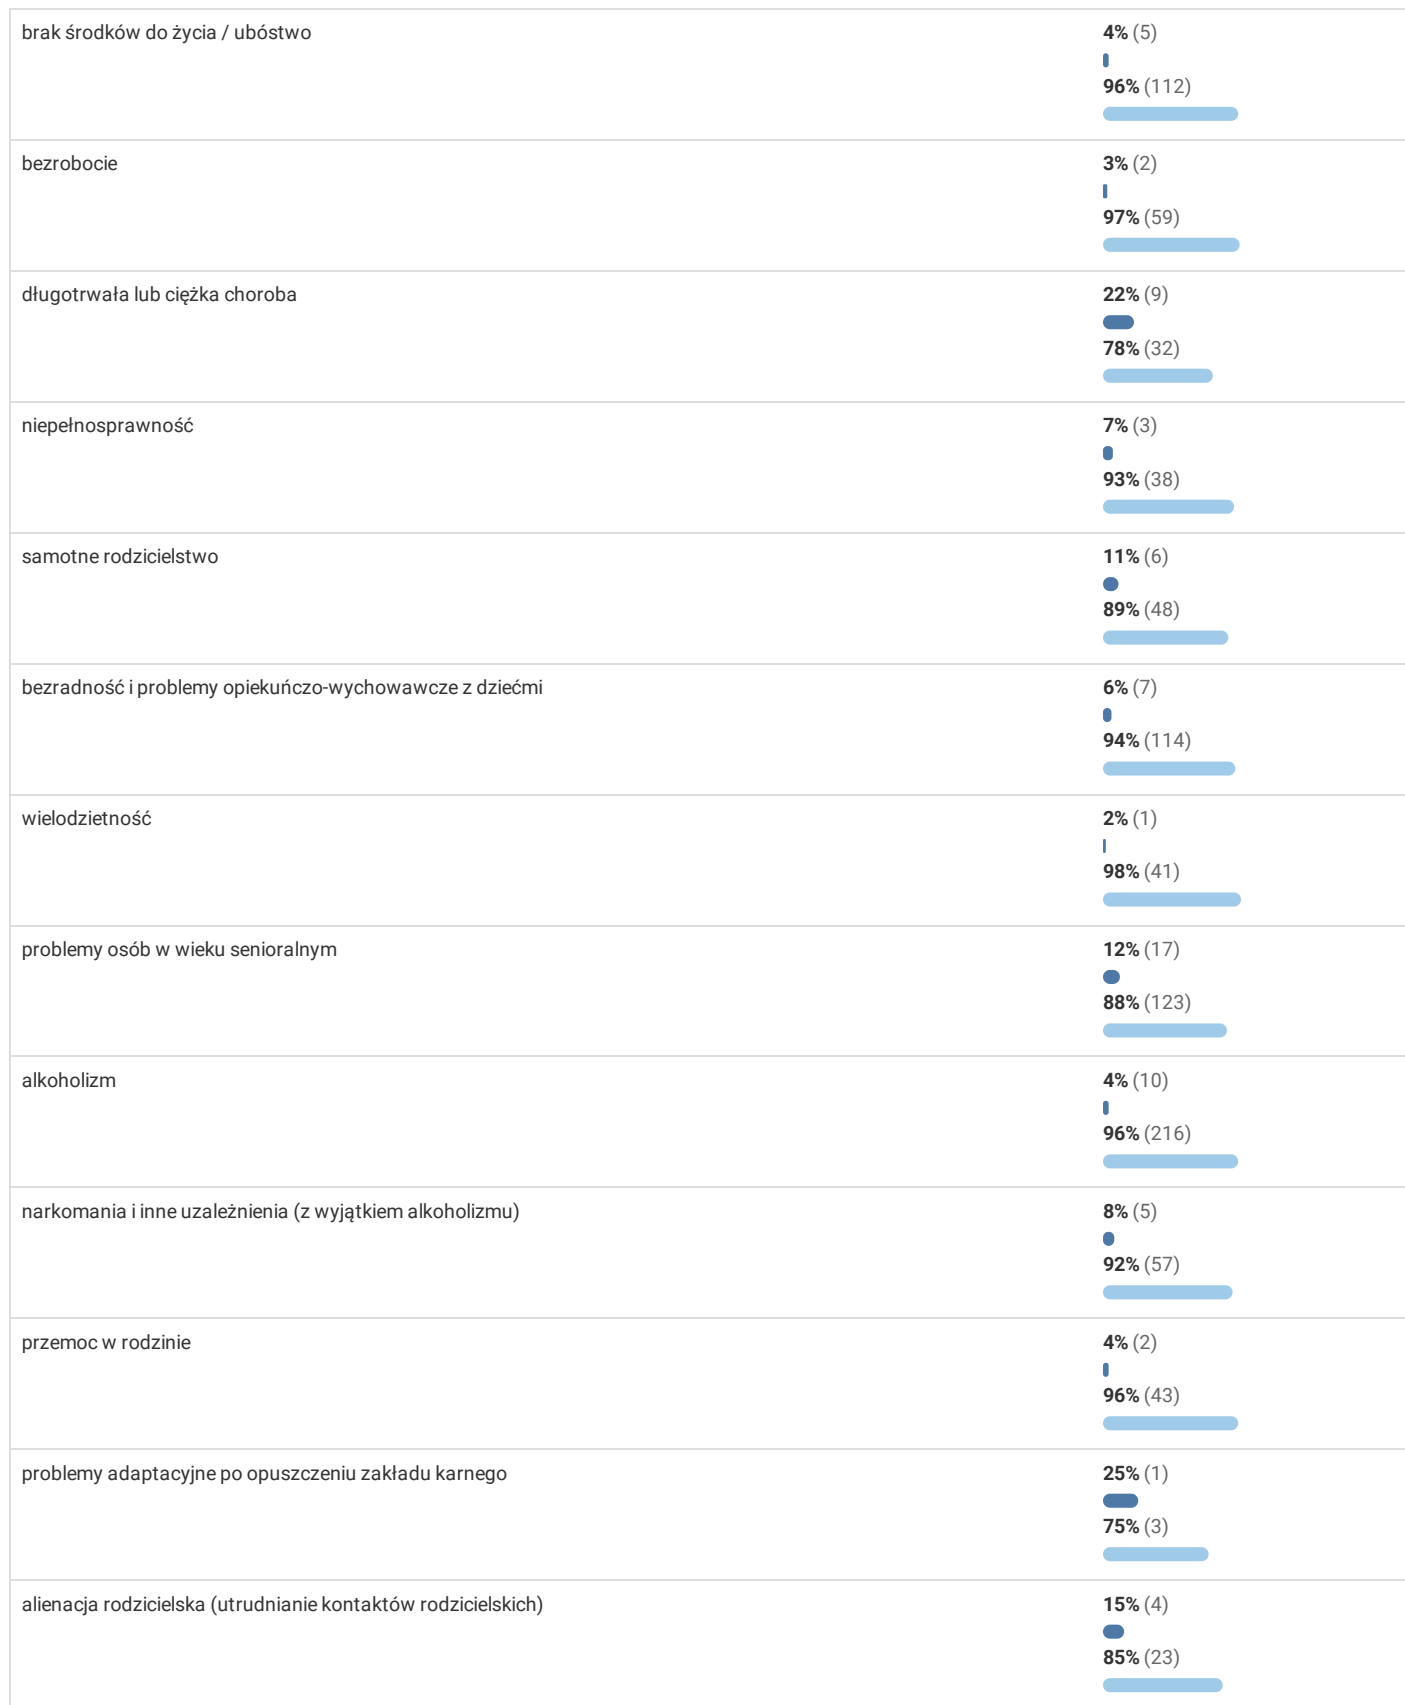 brak środków do życia / ubóstwo
4% (5)
96% (112)
bezrobocie
3% (2)
97% (59)
długotrwała lub ciężka choroba
22% (9)
78% (32)
niepełnosprawność
7% (3)
93% (38)
samotne rodzicielstwo
11% (6)
89% (48)
bezradność i problemy opiekuńczo-wychowawcze z dziećmi
6% (7)
94% (114)
wielodzietność
2% (1)
98% (41)
problemy osób w wieku senioralnym
12% (17)
88% (123)
alkoholizm
4% (10)
96% (216)
narkomania i inne uzależnienia (z wyjątkiem alkoholizmu)
8% (5)
92% (57)
przemoc w rodzinie
4% (2)
96% (43)
problemy adaptacyjne po opuszczeniu zakładu karnego
25% (1)
75% (3)
alienacja rodzicielska (utrudnianie kontaktów rodzicielskich)
15% (4)
85% (23)